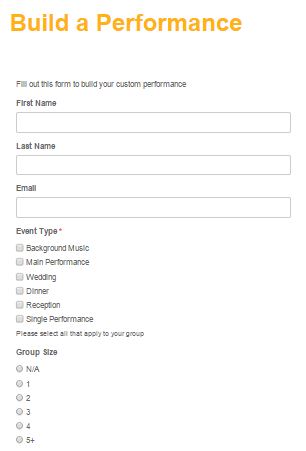 Build a Performance
Fill out this form to build your custom performance
First Name
Last Name
Email
Event Type *
Background Music
Main Performance
Wedding
Dinner
Reception
Single Performance
Please select all that apply to your group
Group Size
N/A
1
2
3
4
5+